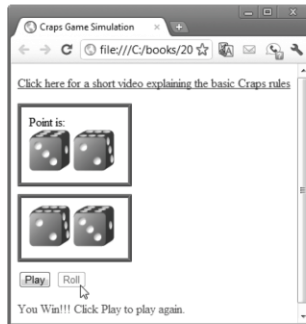 Craps Game Simulation
file:///C:/books/20
Click here for a short video explaining the basic Craps rules
Point is:
Play Roll
You Win!!! Click Play to play again.